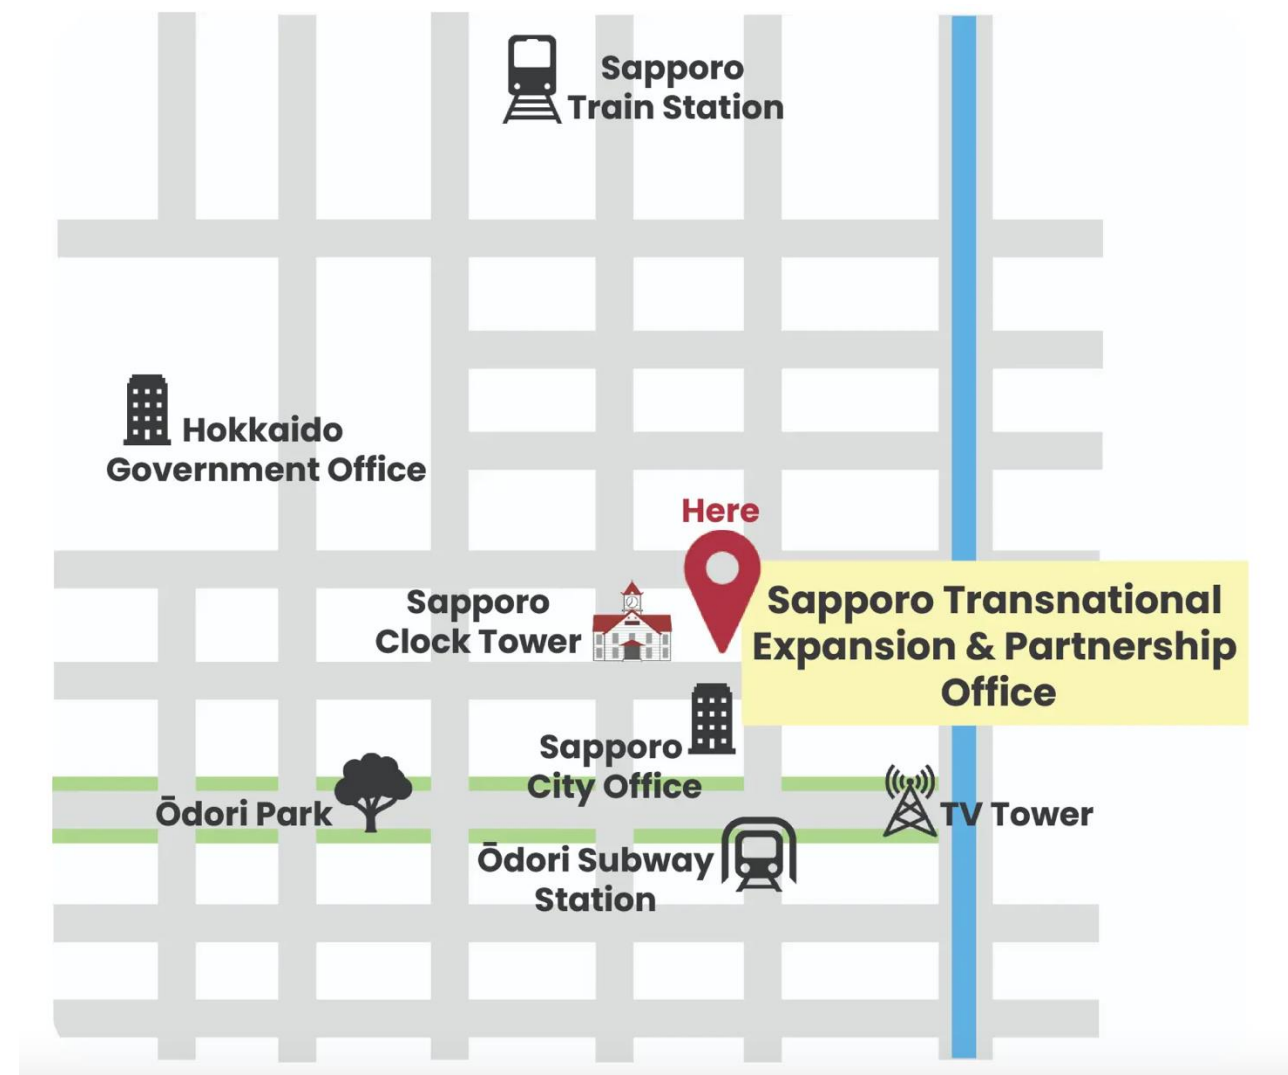 Sapporo
Train Station
Hokkaido
Government Office
Here
Sapporo Transnational
Expansion & Partnership
Office
Sapporo
Clock Tower
Sapporo
City Office
Ōdori Park
TV Tower
Ōdori Subway
Station